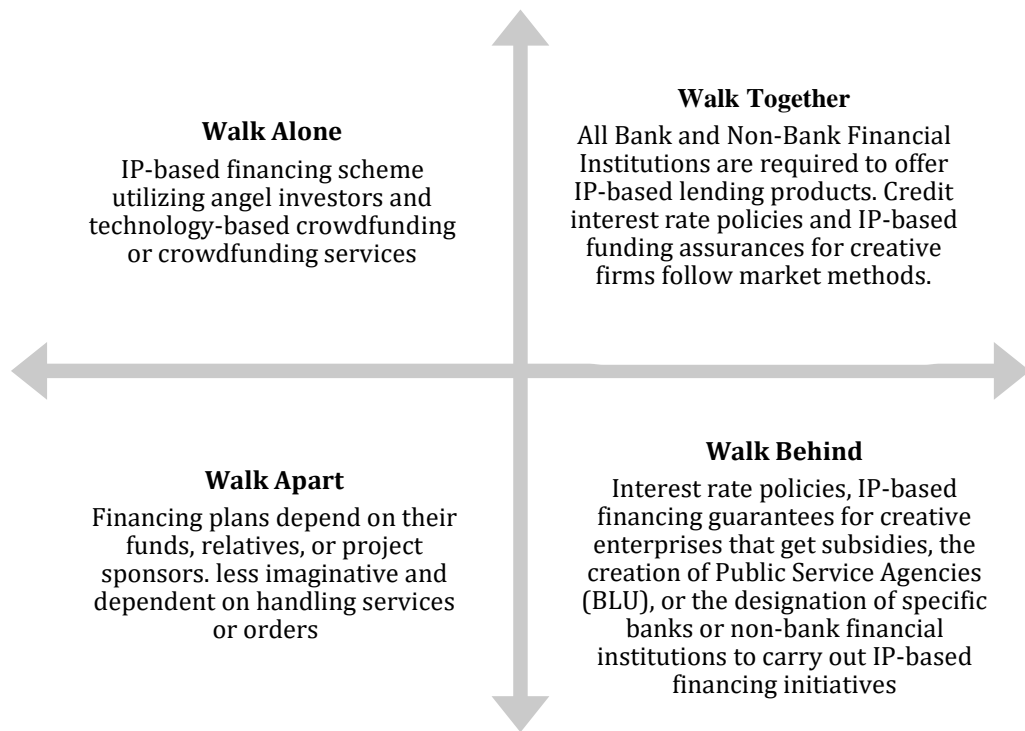 Walk Alone
IP-based financing scheme
utilizing angel investors and
technology-based crowdfunding
or crowdfunding services
Walk Together
All Bank and Non-Bank Financial
Institutions are required to offer
IP-based lending products. Credit
interest rate policies and IP-based
funding assurances for creative
firms follow market methods.
Walk Apart
Financing plans depend on their
funds, relatives, or project
sponsors. less imaginative and
dependent on handling services
or orders
Walk Behind
Interest rate policies, IP-based
financing guarantees for creative
enterprises that get subsidies, the
creation of Public Service Agencies
(BLU), or the designation of specific
banks or non-bank financial
institutions to carry out IP-based
financing initiatives